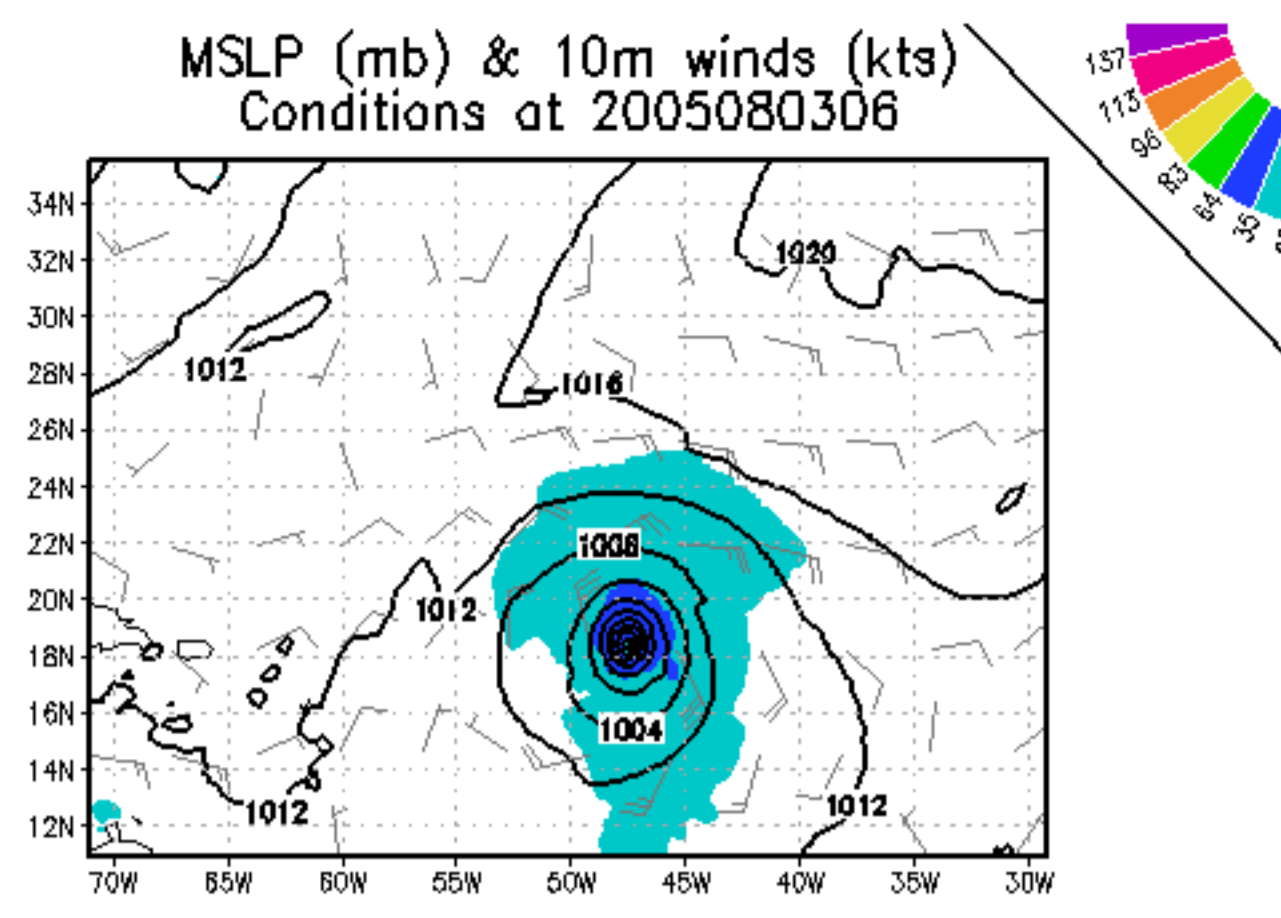 MSLP (mb) & 10m winds (kts)
Conditions at 2005080306
137
113
96
83
64
35
34N
32N
30N
28N
26N
24N
22N
20N
18N
16N
14N
12N
1020
1012
1016
1008
1012
1004
1012
1012
70W 65W 60W 55W 50W 45W 40W 35W 30W